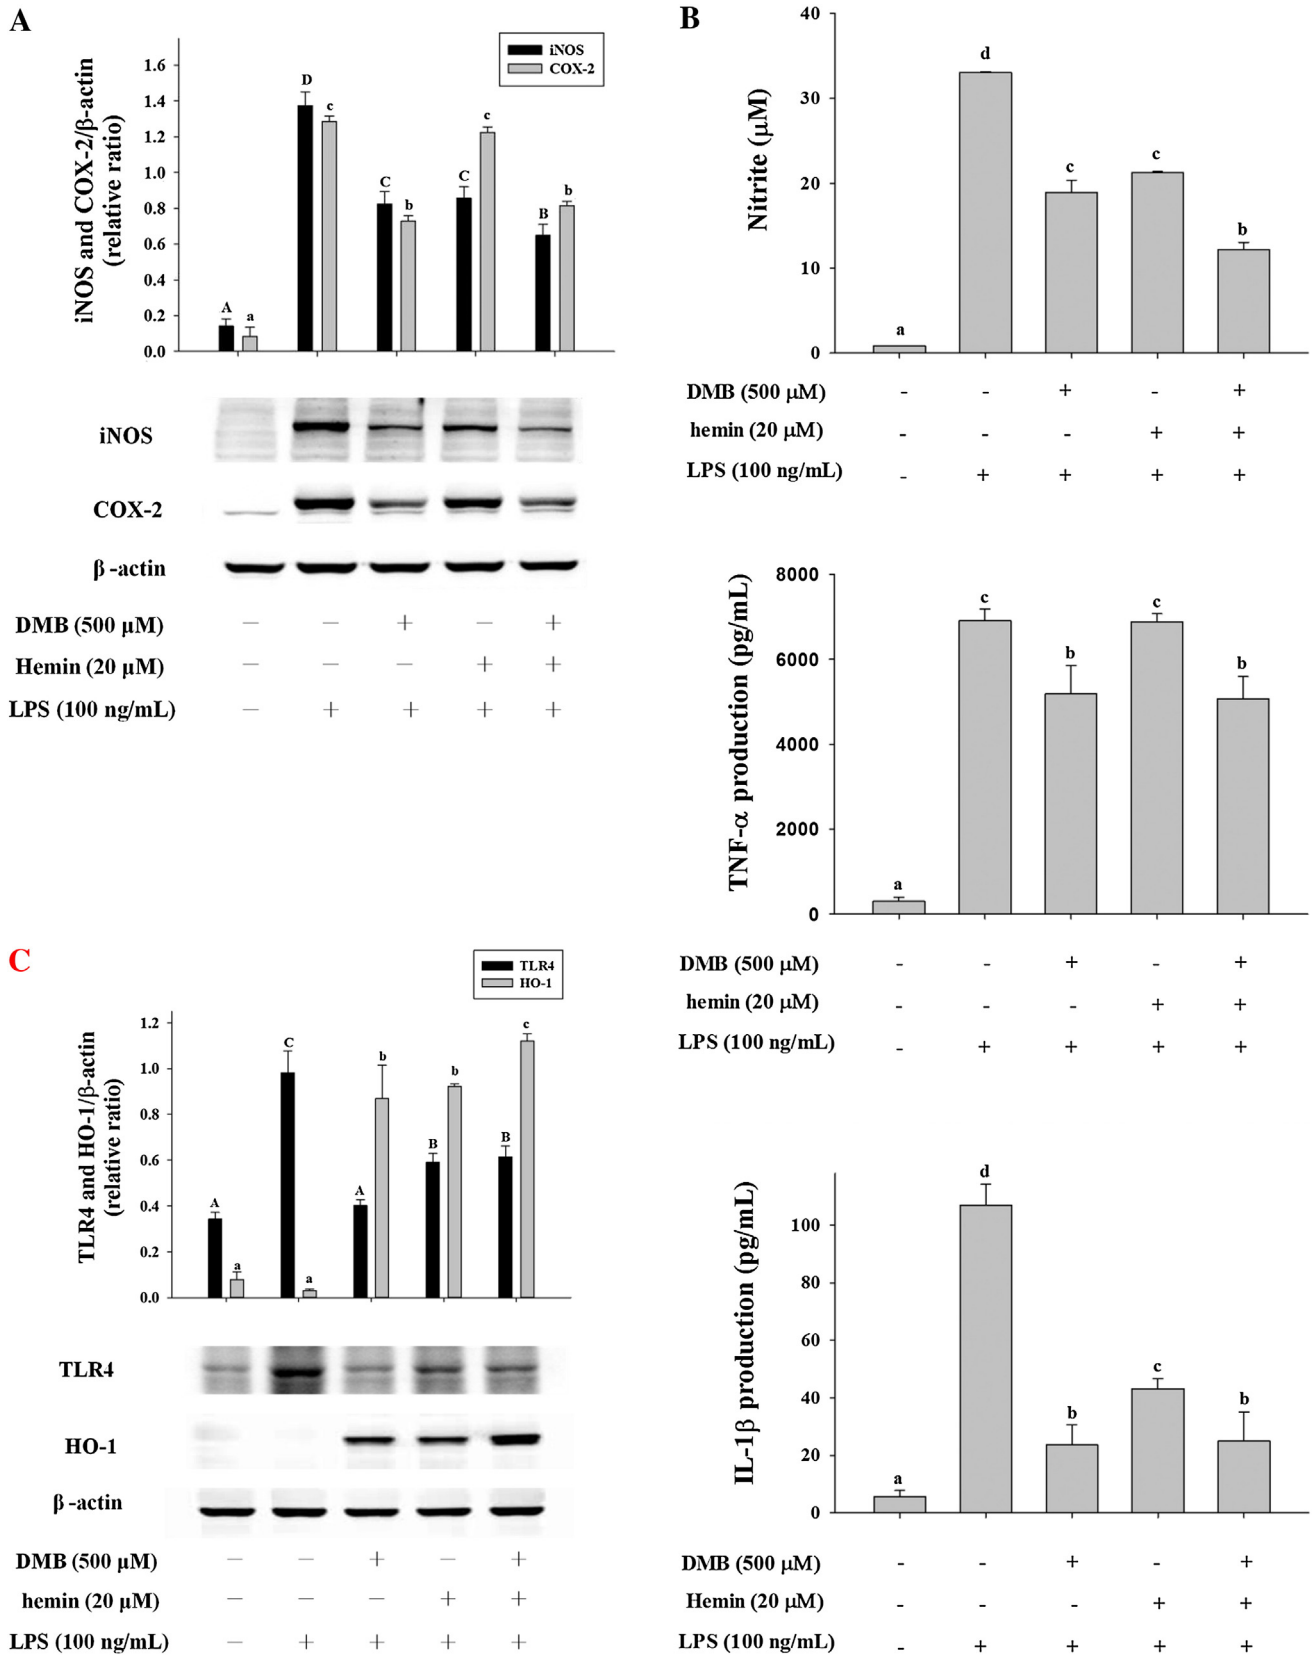 A
iNOS
COX-2
iNOS and COX-2/β-actin
(relative ratio)
1.6
1.4
1.2
1.0
0.8
0.6
0.4
0.2
0.0
A a D c C b C c B b
iNOS
COX-2
β -actin
DMB (500 μM) — — + — +
Hemin (20 μM) — — — + +
LPS (100 ng/mL) — + + + +
B
Nitrite (μM)
40
30
20
10
0
a d c c b
DMB (500 μM) - - + - +
hemin (20 μM) - - - + +
LPS (100 ng/mL) - + + + +
TNF-α production (pg/mL)
8000
6000
4000
2000
0
a c b c b
DMB (500 μM) - - + - +
hemin (20 μM) - - - + +
LPS (100 ng/mL) - + + + +
IL-1β production (pg/mL)
100
80
60
40
20
0
a d b c b
DMB (500 μM) - - + - +
Hemin (20 μM) - - - + +
LPS (100 ng/mL) - + + + +
C
TLR4
HO-1
TLR4 and HO-1/β-actin
(relative ratio)
1.2
1.0
0.8
0.6
0.4
0.2
0.0
A a C a A b B b B c
TLR4
HO-1
β -actin
DMB (500 μM) — — + — +
hemin (20 μM) — — — + +
LPS (100 ng/mL) — + + + +